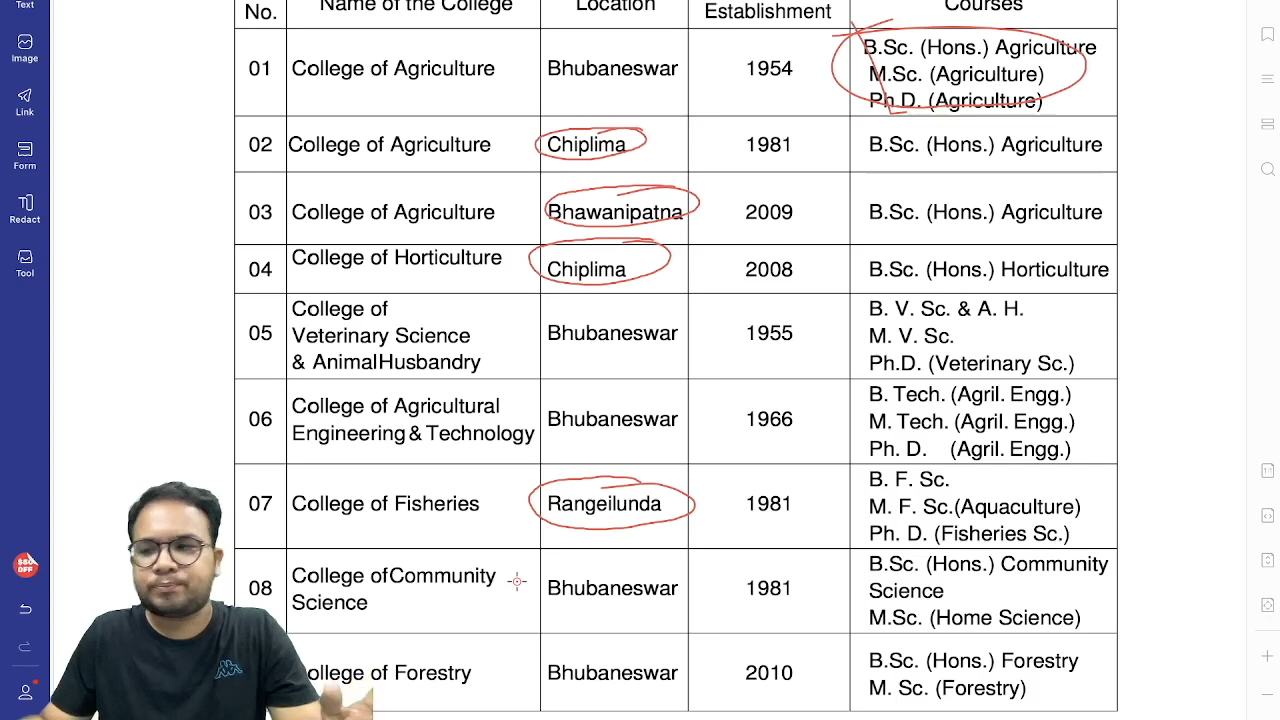 Text
Image
Link
Form
Redact
Tool
$80
OFF
No. Name of the College Location Establishment Courses
01 College of Agriculture Bhubaneswar 1954 B.Sc. (Hons.) Agriculture
M.Sc. (Agriculture)
Ph.D. (Agriculture)
02 College of Agriculture Chiplima 1981 B.Sc. (Hons.) Agriculture
03 College of Agriculture Bhawanipatna 2009 B.Sc. (Hons.) Agriculture
04 College of Horticulture Chiplima 2008 B.Sc. (Hons.) Horticulture
05 College of
Veterinary Science
& AnimalHusbandry
Bhubaneswar 1955 B. V. Sc. & A. H.
M. V. Sc.
Ph.D. (Veterinary Sc.)
06 College of Agricultural
Engineering & Technology
Bhubaneswar 1966 B. Tech. (Agril. Engg.)
M. Tech. (Agril. Engg.)
Ph. D. (Agril. Engg.)
07 College of Fisheries Rangeilunda 1981 B. F. Sc.
M. F. Sc.(Aquaculture)
Ph. D. (Fisheries Sc.)
08 College ofCommunity
Science
Bhubaneswar 1981 B.Sc. (Hons.) Community
Science
M.Sc. (Home Science)
College of Forestry Bhubaneswar 2010 B.Sc. (Hons.) Forestry
M. Sc. (Forestry)